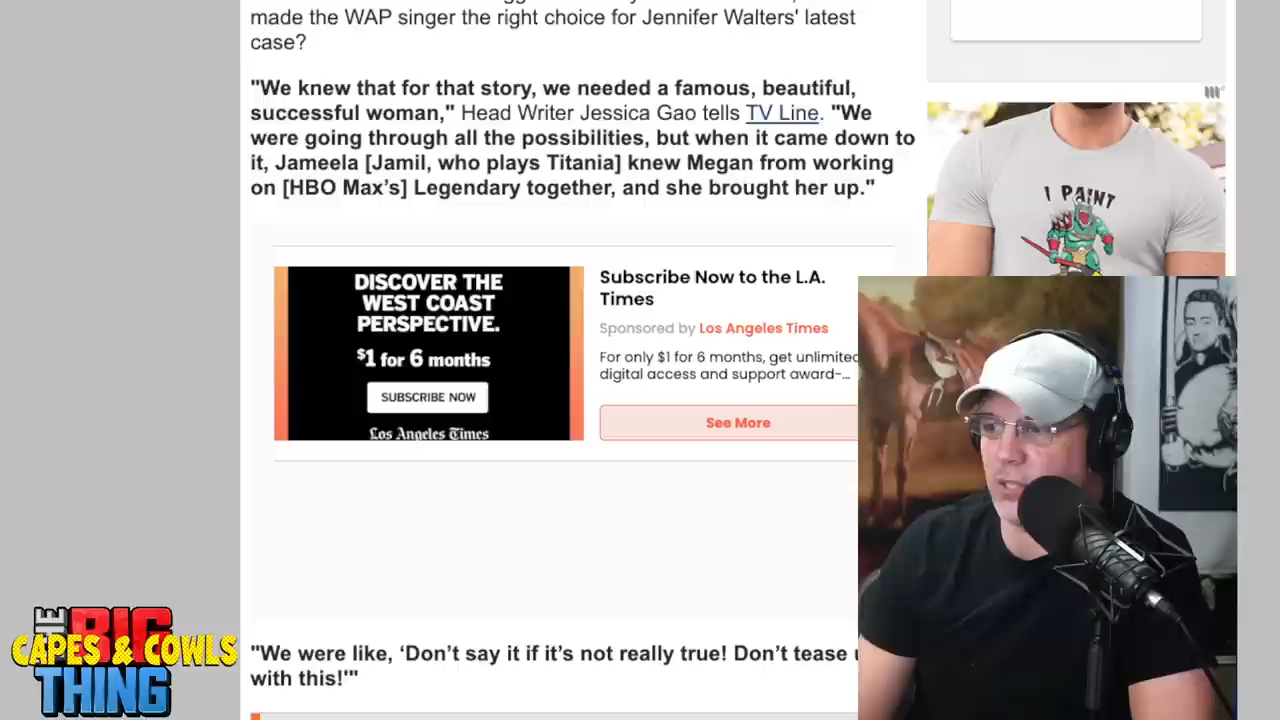 made the WAP singer the right choice for Jennifer Walters' latest
case?
"We knew that for that story, we needed a famous, beautiful,
successful woman," Head Writer Jessica Gao tells TV Line. "We
were going through all the possibilities, but when it came down to
it, Jameela [Jamil, who plays Titania] knew Megan from working
on [HBO Max’s] Legendary together, and she brought her up."
I PAINT
DISCOVER THE
WEST COAST
PERSPECTIVE.
$1 for 6 months
SUBSCRIBE NOW
Los Angeles Times
Subscribe Now to the L.A.
Times
Sponsored by Los Angeles Times
For only $1 for 6 months, get unlimited
digital access and support award-...
See More
"We were like, ‘Don’t say it if it’s not really true! Don’t tease
with this!'"
THE BIG
CAPES & COWLS
THING